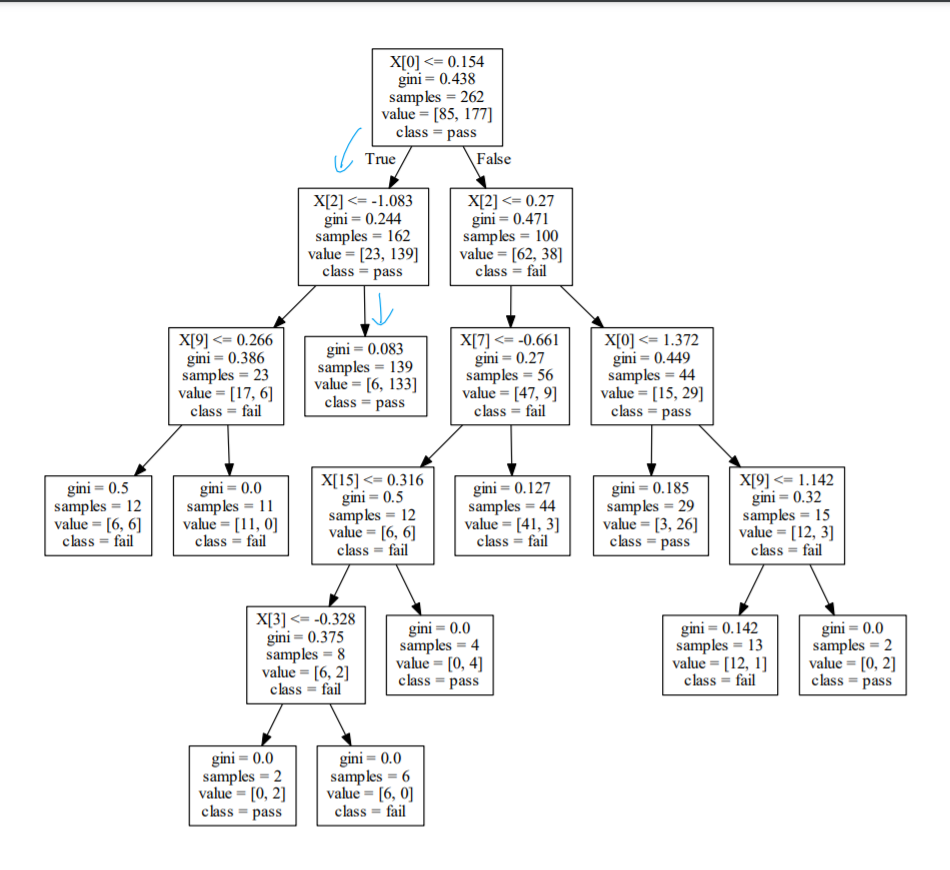 X[0] <= 0.154
gini = 0.438
samples = 262
value = [85, 177]
class = pass
True
False
X[2] <= -1.083
gini = 0.244
samples = 162
value = [23, 139]
class = pass
X[2] <= 0.27
gini = 0.471
samples = 100
value = [62, 38]
class = fail
X[9] <= 0.266
gini = 0.386
samples = 23
value = [17, 6]
class = fail
gini = 0.083
samples = 139
value = [6, 133]
class = pass
X[7] <= -0.661
gini = 0.27
samples = 56
value = [47, 9]
class = fail
X[0] <= 1.372
gini = 0.449
samples = 44
value = [15, 29]
class = pass
gini = 0.5
samples = 12
value = [6, 6]
class = fail
gini = 0.0
samples = 11
value = [11, 0]
class = fail
X[15] <= 0.316
gini = 0.5
samples = 12
value = [6, 6]
class = fail
gini = 0.127
samples = 44
value = [41, 3]
class = fail
gini = 0.185
samples = 29
value = [3, 26]
class = pass
X[9] <= 1.142
gini = 0.32
samples = 15
value = [12, 3]
class = fail
X[3] <= -0.328
gini = 0.375
samples = 8
value = [6, 2]
class = fail
gini = 0.0
samples = 4
value = [0, 4]
class = pass
gini = 0.142
samples = 13
value = [12, 1]
class = fail
gini = 0.0
samples = 2
value = [0, 2]
class = pass
gini = 0.0
samples = 2
value = [0, 2]
class = pass
gini = 0.0
samples = 6
value = [6, 0]
class = fail